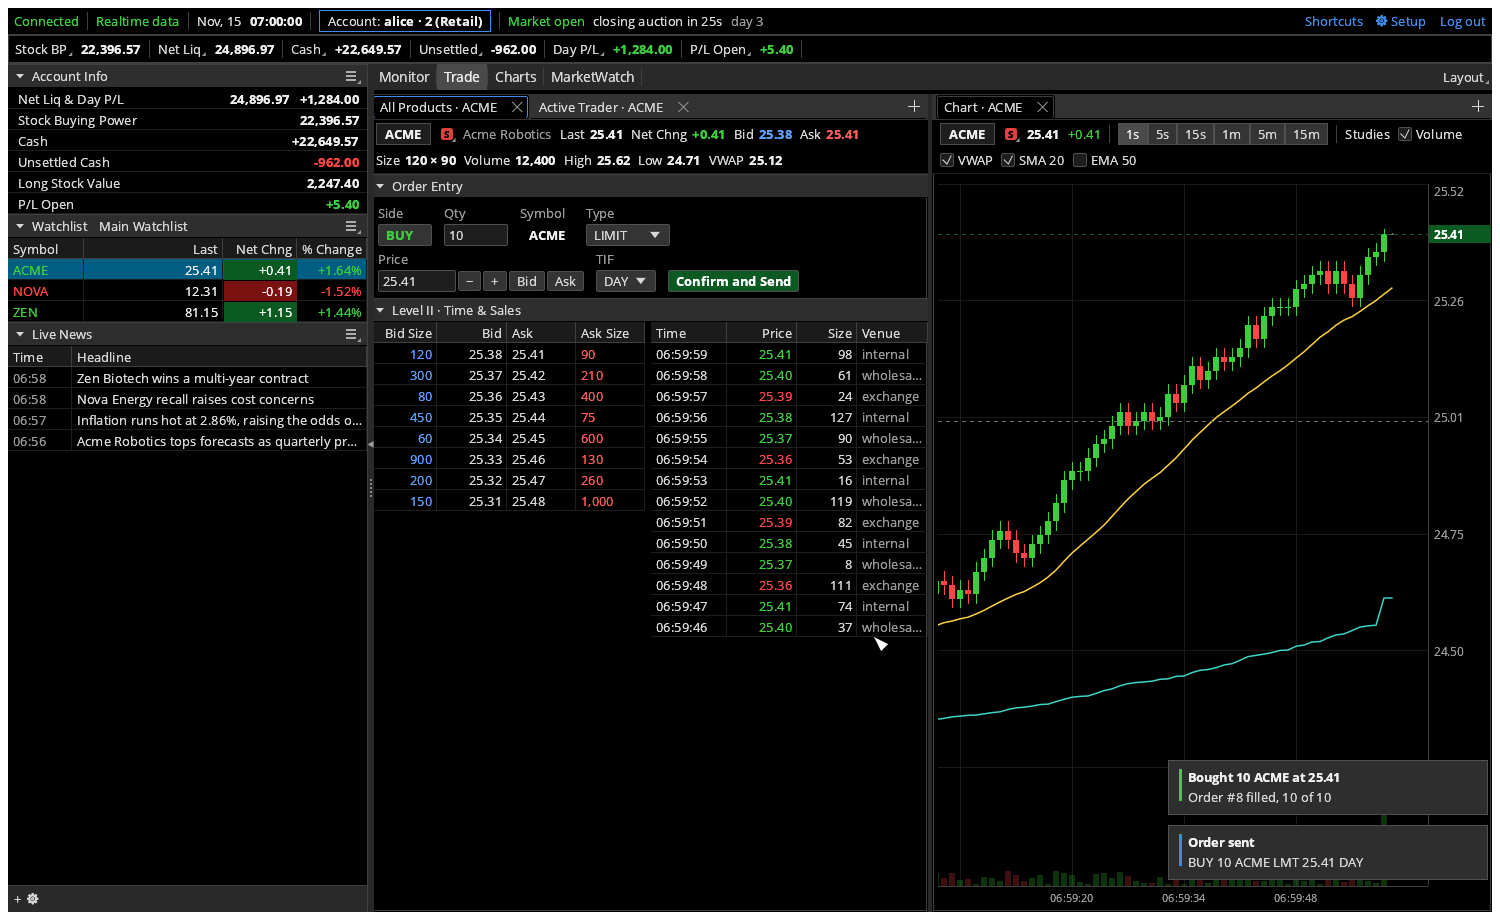 Connected Realtime data Nov, 15 07:00:00 Account: alice · 2 (Retail) Market open closing auction in 25s day 3 Shortcuts Setup Log out
Stock BP 22,396.57 Net Liq 24,896.97 Cash +22,649.57 Unsettled -962.00 Day P/L +1,284.00 P/L Open +5.40
Account Info
Net Liq & Day P/L 24,896.97 +1,284.00
Stock Buying Power 22,396.57
Cash +22,649.57
Unsettled Cash -962.00
Long Stock Value 2,247.40
P/L Open +5.40
Watchlist Main Watchlist
Symbol Last Net Chng % Change
ACME 25.41 +0.41 +1.64%
NOVA 12.31 -0.19 -1.52%
ZEN 81.15 +1.15 +1.44%
Live News
Time Headline
06:58 Zen Biotech wins a multi-year contract
06:58 Nova Energy recall raises cost concerns
06:57 Inflation runs hot at 2.86%, raising the odds o...
06:56 Acme Robotics tops forecasts as quarterly pr...
+
Monitor Trade Charts MarketWatch Layout
All Products · ACME Active Trader · ACME
ACME S Acme Robotics Last 25.41 Net Chng +0.41 Bid 25.38 Ask 25.41
Size 120 × 90 Volume 12,400 High 25.62 Low 24.71 VWAP 25.12
Order Entry
Side Qty Symbol Type
BUY 10 ACME LIMIT
Price TIF
25.41 − + Bid Ask DAY Confirm and Send
Level II · Time & Sales
Bid Size Bid Ask Ask Size
120 25.38 25.41 90
300 25.37 25.42 210
80 25.36 25.43 400
450 25.35 25.44 75
60 25.34 25.45 600
900 25.33 25.46 130
200 25.32 25.47 260
150 25.31 25.48 1,000
Time Price Size Venue
06:59:59 25.41 98 internal
06:59:58 25.40 61 wholesa...
06:59:57 25.39 24 exchange
06:59:56 25.38 127 internal
06:59:55 25.37 90 wholesa...
06:59:54 25.36 53 exchange
06:59:53 25.41 16 internal
06:59:52 25.40 119 wholesa...
06:59:51 25.39 82 exchange
06:59:50 25.38 45 internal
06:59:49 25.37 8 wholesa...
06:59:48 25.36 111 exchange
06:59:47 25.41 74 internal
06:59:46 25.40 37 wholesa...
Chart · ACME
ACME S 25.41 +0.41 1s 5s 15s 1m 5m 15m Studies Volume
VWAP SMA 20 EMA 50
25.52
25.41
25.26
25.01
24.75
24.50
Bought 10 ACME at 25.41
Order #8 filled, 10 of 10
Order sent
BUY 10 ACME LMT 25.41 DAY
06:59:20 06:59:34 06:59:48